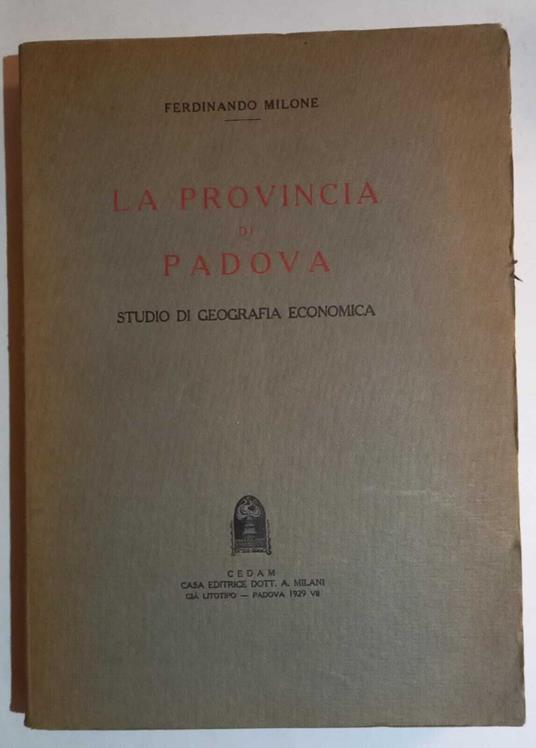 FERDINANDO MILONE
LA PROVINCIA
DI
PADOVA
STUDIO DI GEOGRAFIA ECONOMICA
CEDAM
CASA EDITRICE DOTT. A. MILANI
GIÀ LITOTIPO — PADOVA 1929 VII